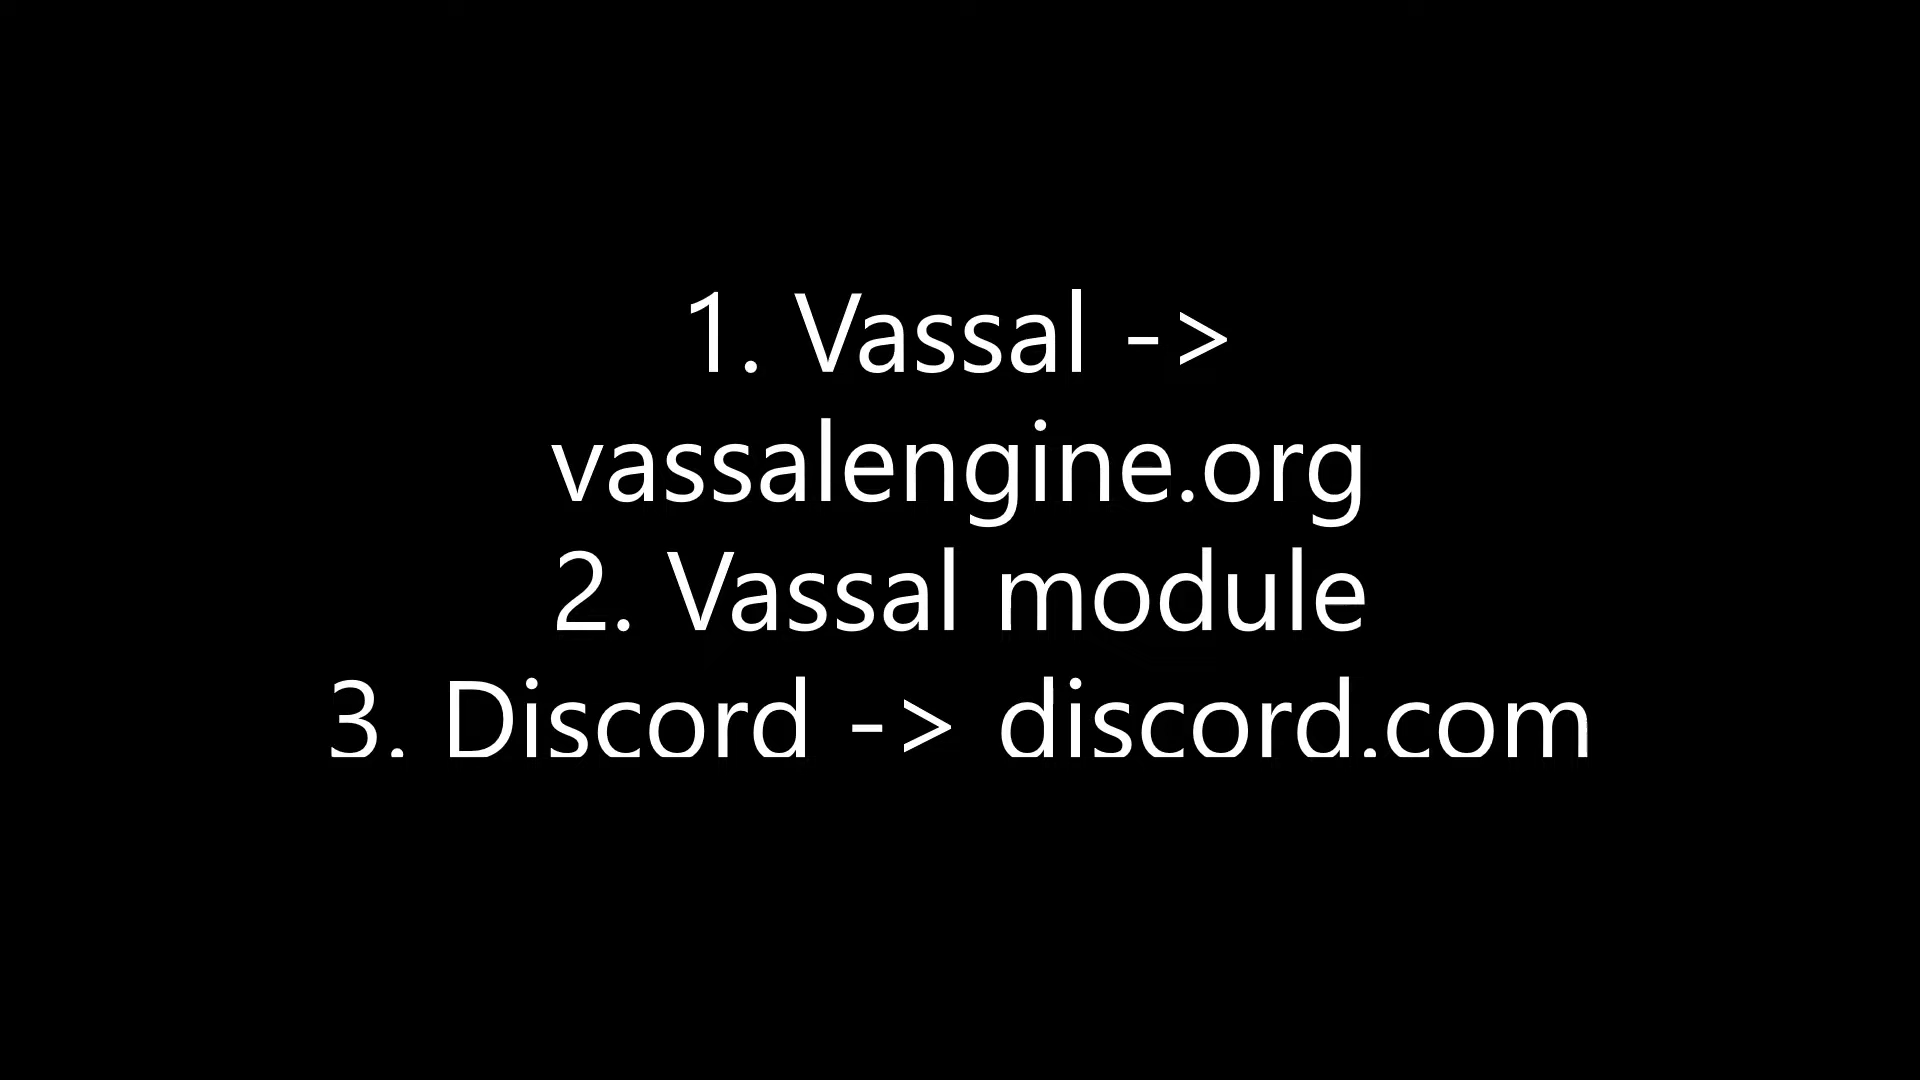 1. Vassal ->
vassalengine.org
2. Vassal module
3. Discord -> discord.com